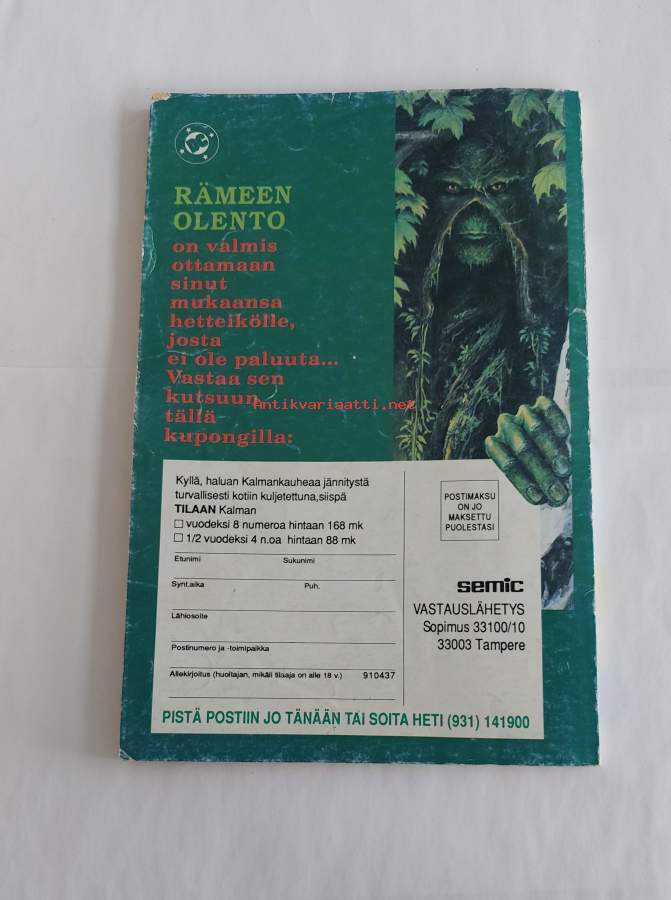 DC
RÄMEEN
OLENTO
on valmis
ottamaan
sinut
mukaansa
hetteikölle,
josta
ei ole paluuta...
Vastaa sen
kutsuun
Antikvariaatti.net
tällä
kupongilla:
Kyllä, haluan Kalmankauheaa jännitystä
turvallisesti kotiin kuljetettuna,siispä
TILAAN Kalman
vuodeksi 8 numeroa hintaan 168 mk
1/2 vuodeksi 4 n.oa hintaan 88 mk
Etunimi Sukunimi
Synt.aika Puh.
Lähiosoite
Postinumero ja -toimipaikka
Allekirjoitus (huoltajan, mikäli tilaaja on alle 18 v.) 910437
POSTIMAKSU
ON JO
MAKSETTU
PUOLESTASI
semic
VASTAUSLÄHETYS
Sopimus 33100/10
33003 Tampere
PISTÄ POSTIIN JO TÄNÄÄN TAI SOITA HETI (931) 141900